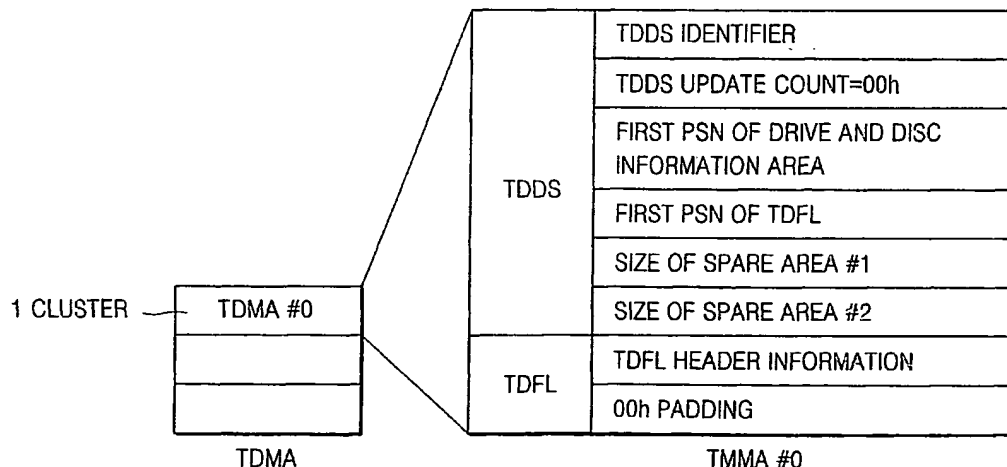 TDDS IDENTIFIER
TDDS UPDATE COUNT=00h
FIRST PSN OF DRIVE AND DISC
INFORMATION AREA
TDDS
FIRST PSN OF TDFL
SIZE OF SPARE AREA #1
1 CLUSTER
TDMA #0
SIZE OF SPARE AREA #2
TDFL
TDFL HEADER INFORMATION
00h PADDING
TDMA
TMMA #0